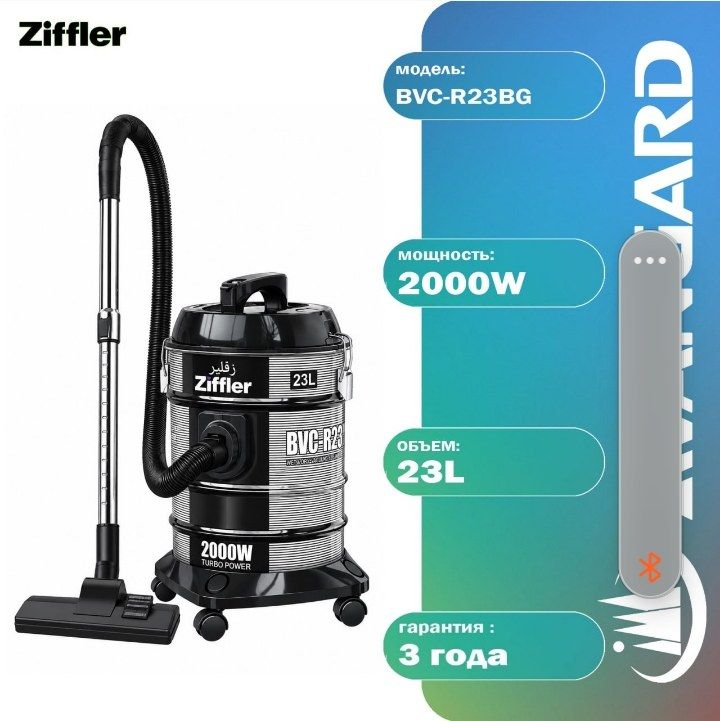 Ziffler
модель:
BVC-R23BG
мощность:
2000W
ОБЪЕМ:
23L
гарантия :
3 года
زفلير
Ziffler
23L
BVC-R23
2000W
TURBO POWER